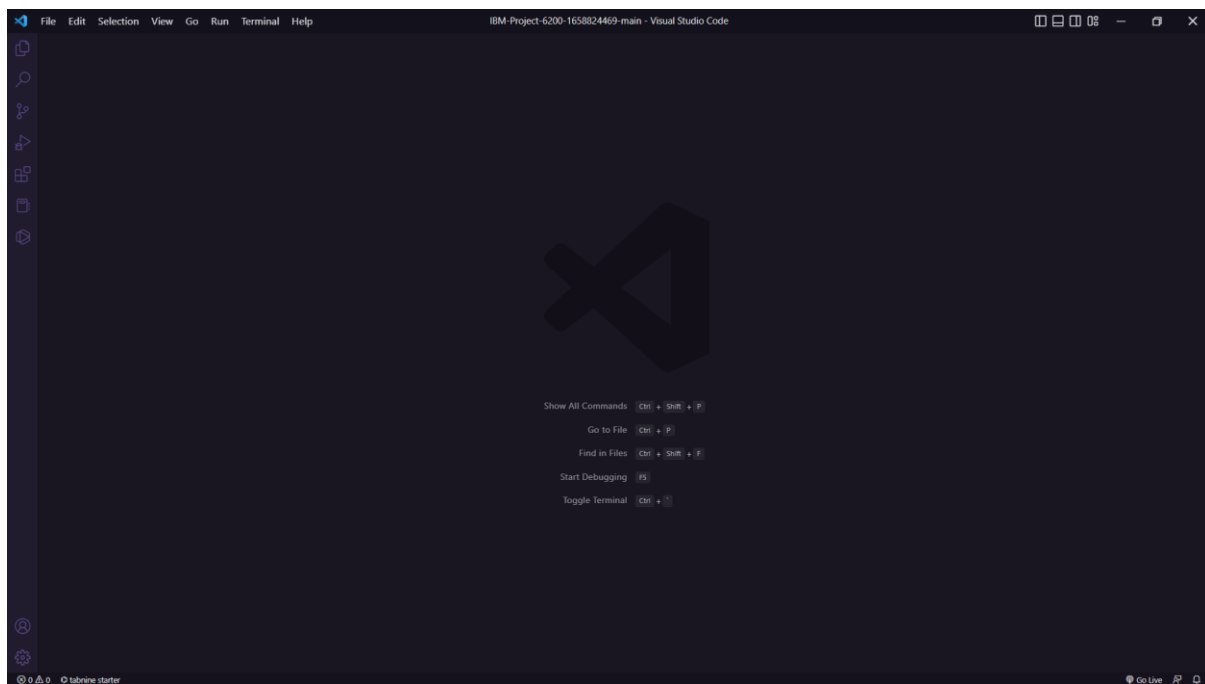 File Edit Selection View Go Run Terminal Help IBM-Project-6200-1658824469-main - Visual Studio Code
Show All Commands Ctrl + Shift + P
Go to File Ctrl + P
Find in Files Ctrl + Shift + F
Start Debugging F5
Toggle Terminal Ctrl + `
0 0 tabnine starter Go Live